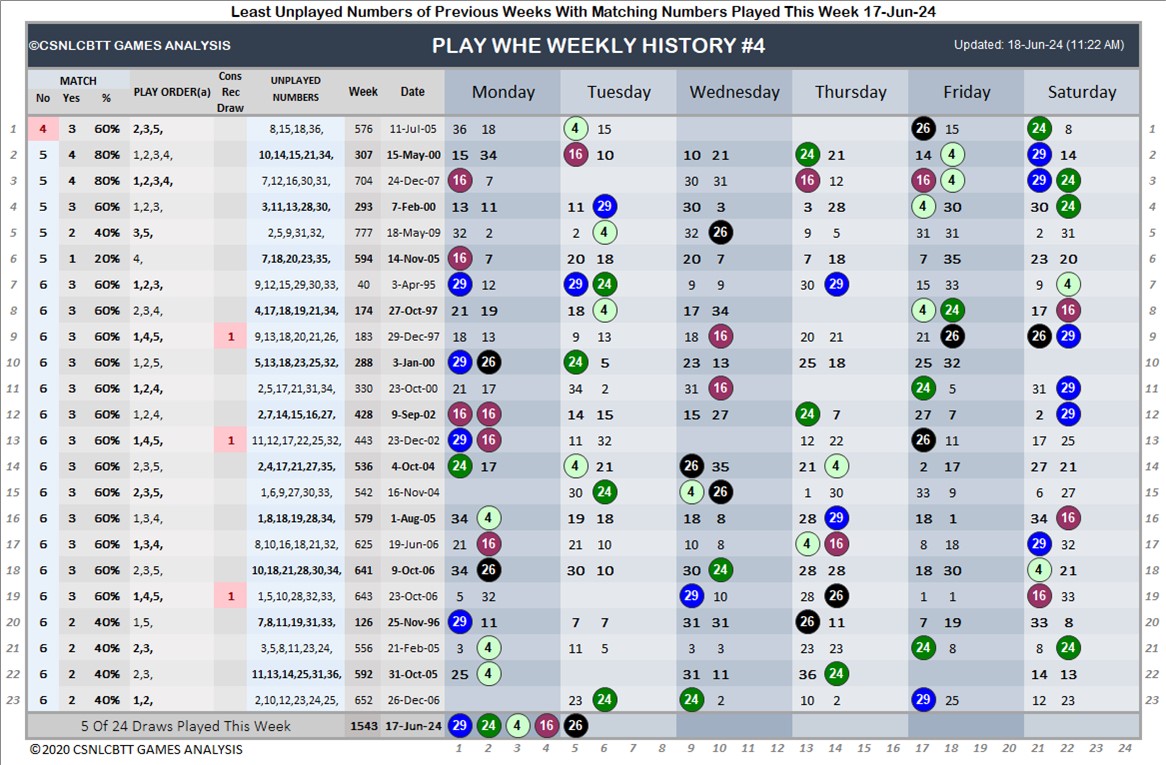 Least Unplayed Numbers of Previous Weeks With Matching Numbers Played This Week 17-Jun-24
©CSNLCBTT GAMES ANALYSIS PLAY WHE WEEKLY HISTORY #4 Updated: 18-Jun-24 (11:22 AM)
MATCH
No Yes % PLAY ORDER(a) Cons Rec Draw UNPLAYED NUMBERS Week Date Monday Tuesday Wednesday Thursday Friday Saturday
1 4 3 60% 2,3,5, 8,15,18,36, 576 11-Jul-05 36 18 4 15 26 15 24 8 1
2 5 4 80% 1,2,3,4, 10,14,15,21,34, 307 15-May-00 15 34 16 10 10 21 24 21 14 4 29 14 2
3 5 4 80% 1,2,3,4, 7,12,16,30,31, 704 24-Dec-07 16 7 30 31 16 12 16 4 29 24 3
4 5 3 60% 1,2,3, 3,11,13,28,30, 293 7-Feb-00 13 11 11 29 30 3 3 28 4 30 30 24 4
5 5 2 40% 3,5, 2,5,9,31,32, 777 18-May-09 32 2 2 4 32 26 9 5 31 31 2 31 5
6 5 1 20% 4, 7,18,20,23,35, 594 14-Nov-05 16 7 20 18 20 7 7 18 7 35 23 20 6
7 6 3 60% 1,2,3, 9,12,15,29,30,33, 40 3-Apr-95 29 12 29 24 9 9 30 29 15 33 9 4 7
8 6 3 60% 2,3,4, 4,17,18,19,21,34, 174 27-Oct-97 21 19 18 4 17 34 4 24 17 16 8
9 6 3 60% 1,4,5, 1 9,13,18,20,21,26, 183 29-Dec-97 18 13 9 13 18 16 20 21 21 26 26 29 9
10 6 3 60% 1,2,5, 5,13,18,23,25,32, 288 3-Jan-00 29 26 24 5 23 13 25 18 25 32 10
11 6 3 60% 1,2,4, 2,5,17,21,31,34, 330 23-Oct-00 21 17 34 2 31 16 24 5 31 29 11
12 6 3 60% 1,2,4, 2,7,14,15,16,27, 428 9-Sep-02 16 16 14 15 15 27 24 7 27 7 2 29 12
13 6 3 60% 1,4,5, 1 11,12,17,22,25,32, 443 23-Dec-02 29 16 11 32 12 22 26 11 17 25 13
14 6 3 60% 2,3,5, 2,4,17,21,27,35, 536 4-Oct-04 24 17 4 21 26 35 21 4 2 17 27 21 14
15 6 3 60% 2,3,5, 1,6,9,27,30,33, 542 16-Nov-04 30 24 4 26 1 30 33 9 6 27 15
16 6 3 60% 1,3,4, 1,8,18,19,28,34, 579 1-Aug-05 34 4 19 18 18 8 28 29 18 1 34 16 16
17 6 3 60% 1,3,4, 8,10,16,18,21,32, 625 19-Jun-06 21 16 21 10 10 8 4 16 8 18 29 32 17
18 6 3 60% 2,3,5, 10,18,21,28,30,34, 641 9-Oct-06 34 26 30 10 30 24 28 28 18 30 4 21 18
19 6 3 60% 1,4,5, 1 1,5,10,28,32,33, 643 23-Oct-06 5 32 29 10 28 26 1 1 16 33 19
20 6 2 40% 1,5, 7,8,11,19,31,33, 126 25-Nov-96 29 11 7 7 31 31 26 11 7 19 33 8 20
21 6 2 40% 2,3, 3,5,8,11,23,24, 556 21-Feb-05 3 4 11 5 3 3 23 23 24 8 8 24 21
22 6 2 40% 2,3, 11,13,14,25,31,36, 592 31-Oct-05 25 4 31 11 36 24 14 13 22
23 6 2 40% 1,2, 2,10,12,23,24,25, 652 26-Dec-06 23 24 24 2 10 2 29 25 12 23 23
5 Of 24 Draws Played This Week 1543 17-Jun-24 29 24 4 16 26
© 2020 CSNLCBTT GAMES ANALYSIS 1 2 3 4 5 6 7 8 9 10 11 12 13 14 15 16 17 18 19 20 21 22 23 24